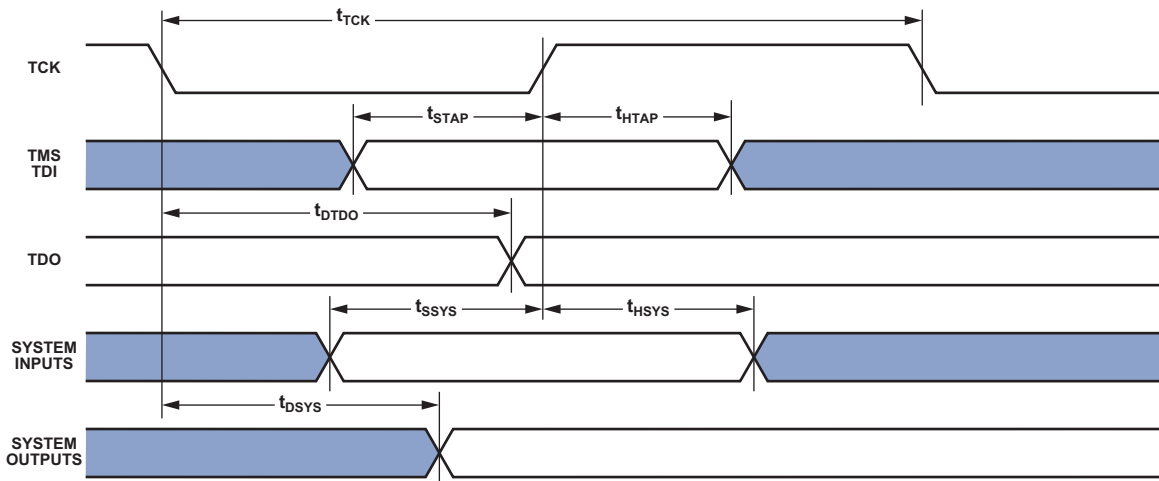 tTCK
TCK
tSTAP
tHTAP
TMS
TDI
tDTDO
TDO
tSSYS
tHSYS
SYSTEM
INPUTS
tDSYS
SYSTEM
OUTPUTS